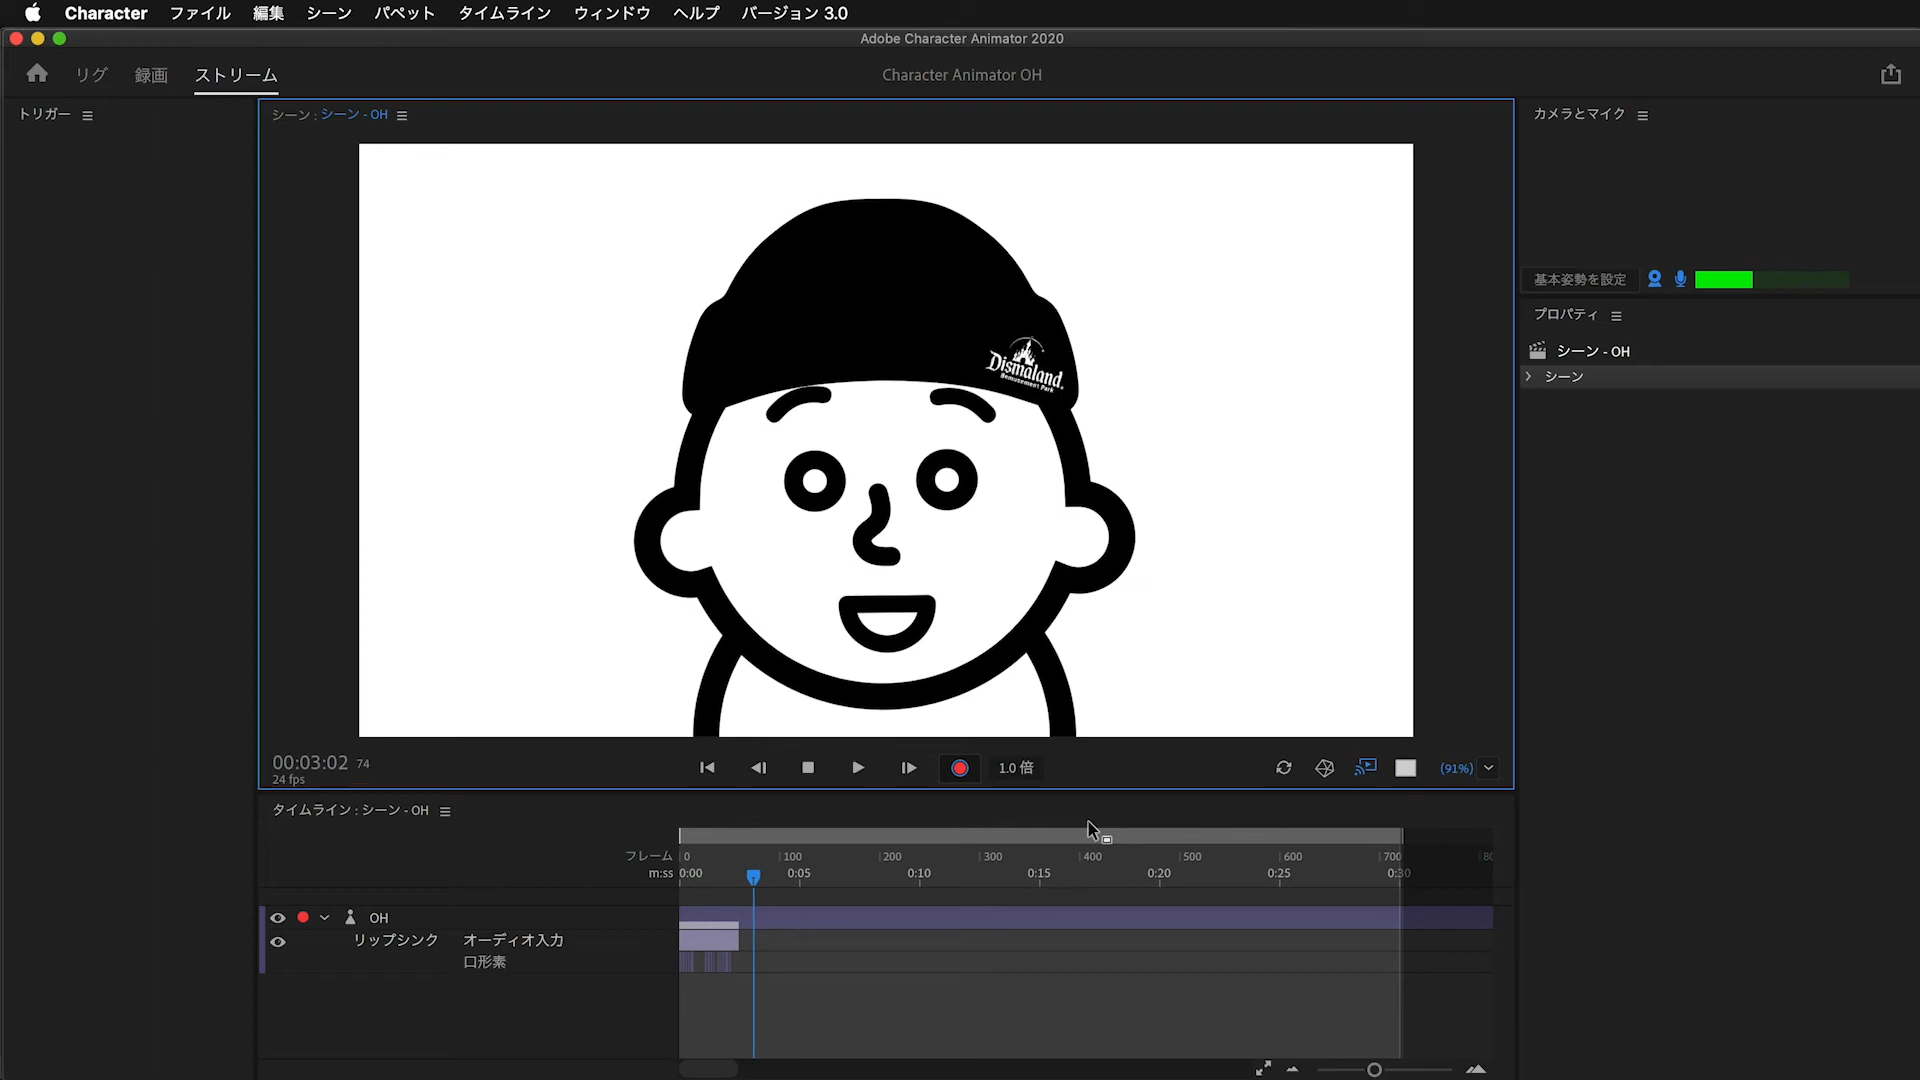 Character ファイル 編集 シーン パペット タイムライン ウィンドウ ヘルプ バージョン 3.0
Adobe Character Animator 2020
リグ 録画 ストリーム
Character Animator OH
トリガー
シーン : シーン - OH
カメラとマイク
Dismaland
Bemusement Park
基本姿勢を設定
プロパティ
シーン - OH
シーン
00:03:02 74
24 fps
1.0 倍
(91%)
タイムライン : シーン - OH
フレーム 0 100 200 300 400 500 600 700 80
m:ss 0:00 0:05 0:10 0:15 0:20 0:25 0:30
OH
リップシンク オーディオ入力
口形素